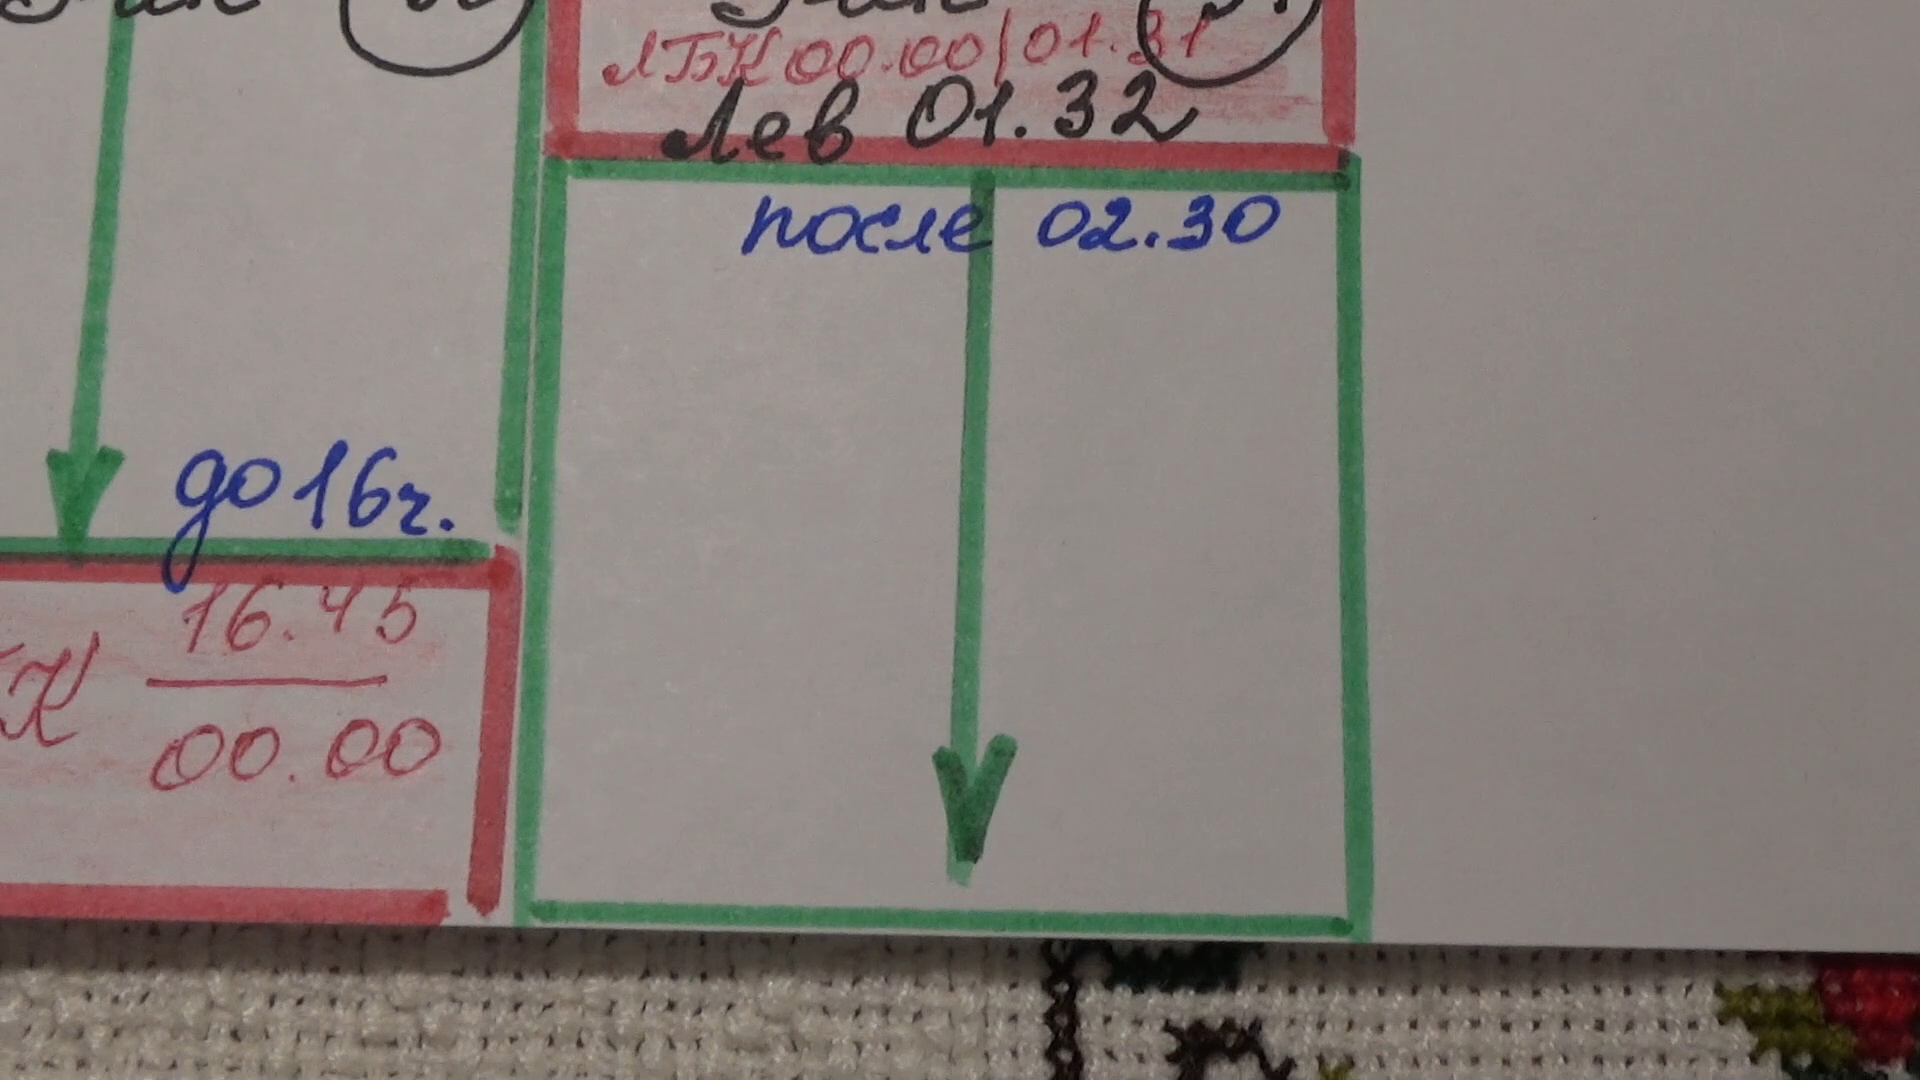 ЛБК 00.00/01.31
Лев 01.32
после 02.30
до 16ч.
К 16.45
00.00